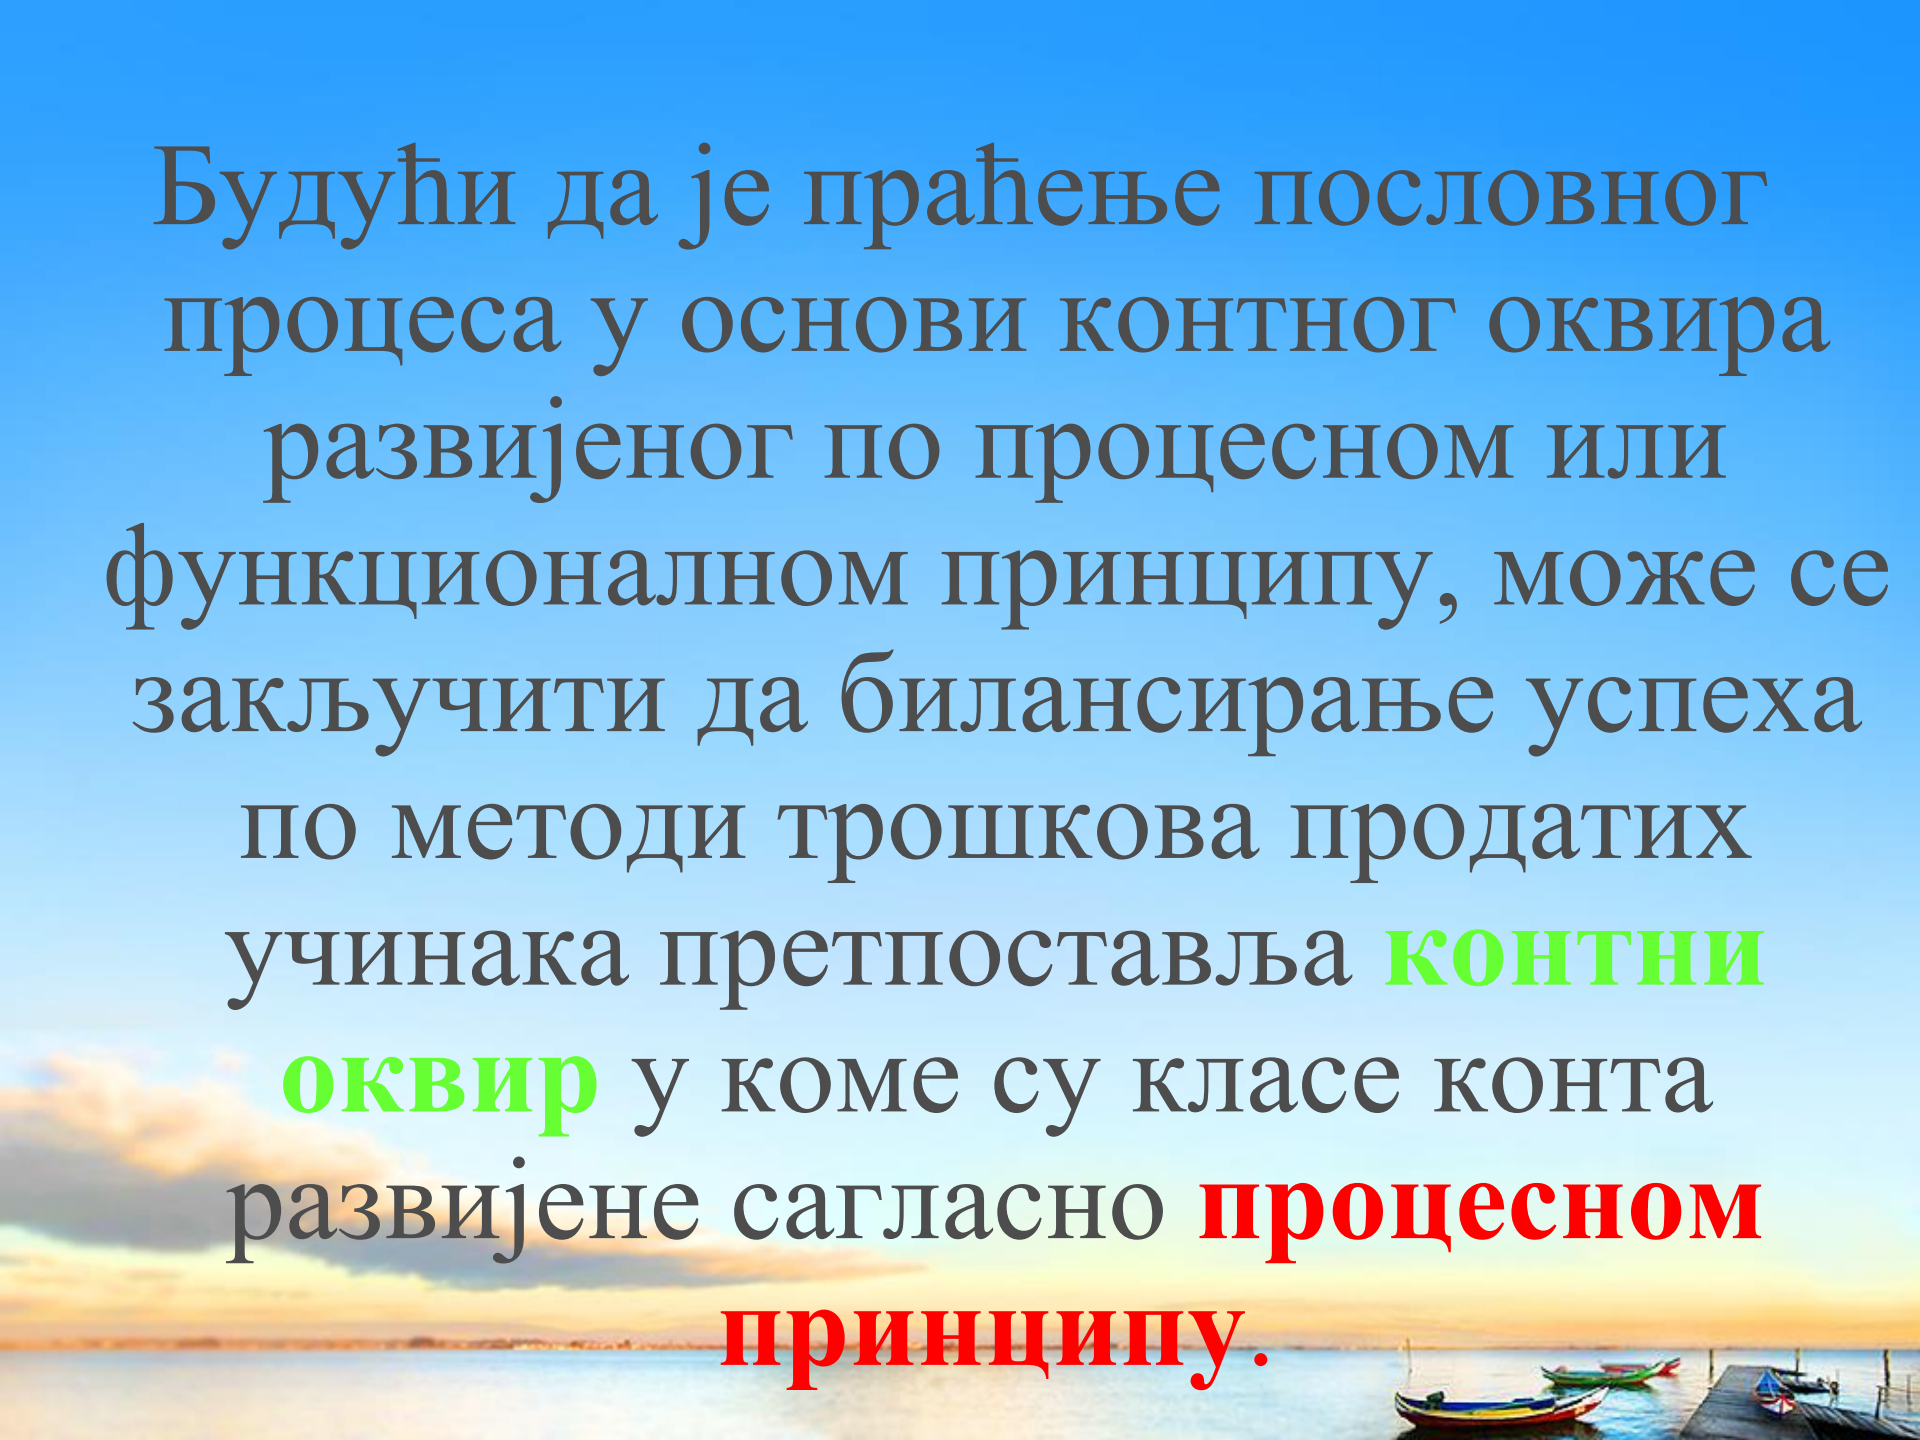 Будући да је праћење пословног
процеса у основи контног оквира
развијеног по процесном или
функционалном принципу, може се
закључити да билансирање успеха
по методи трошкова продатих
учинака претпоставља контни
оквир у коме су класе конта
развијене сагласно процесном
принципу.